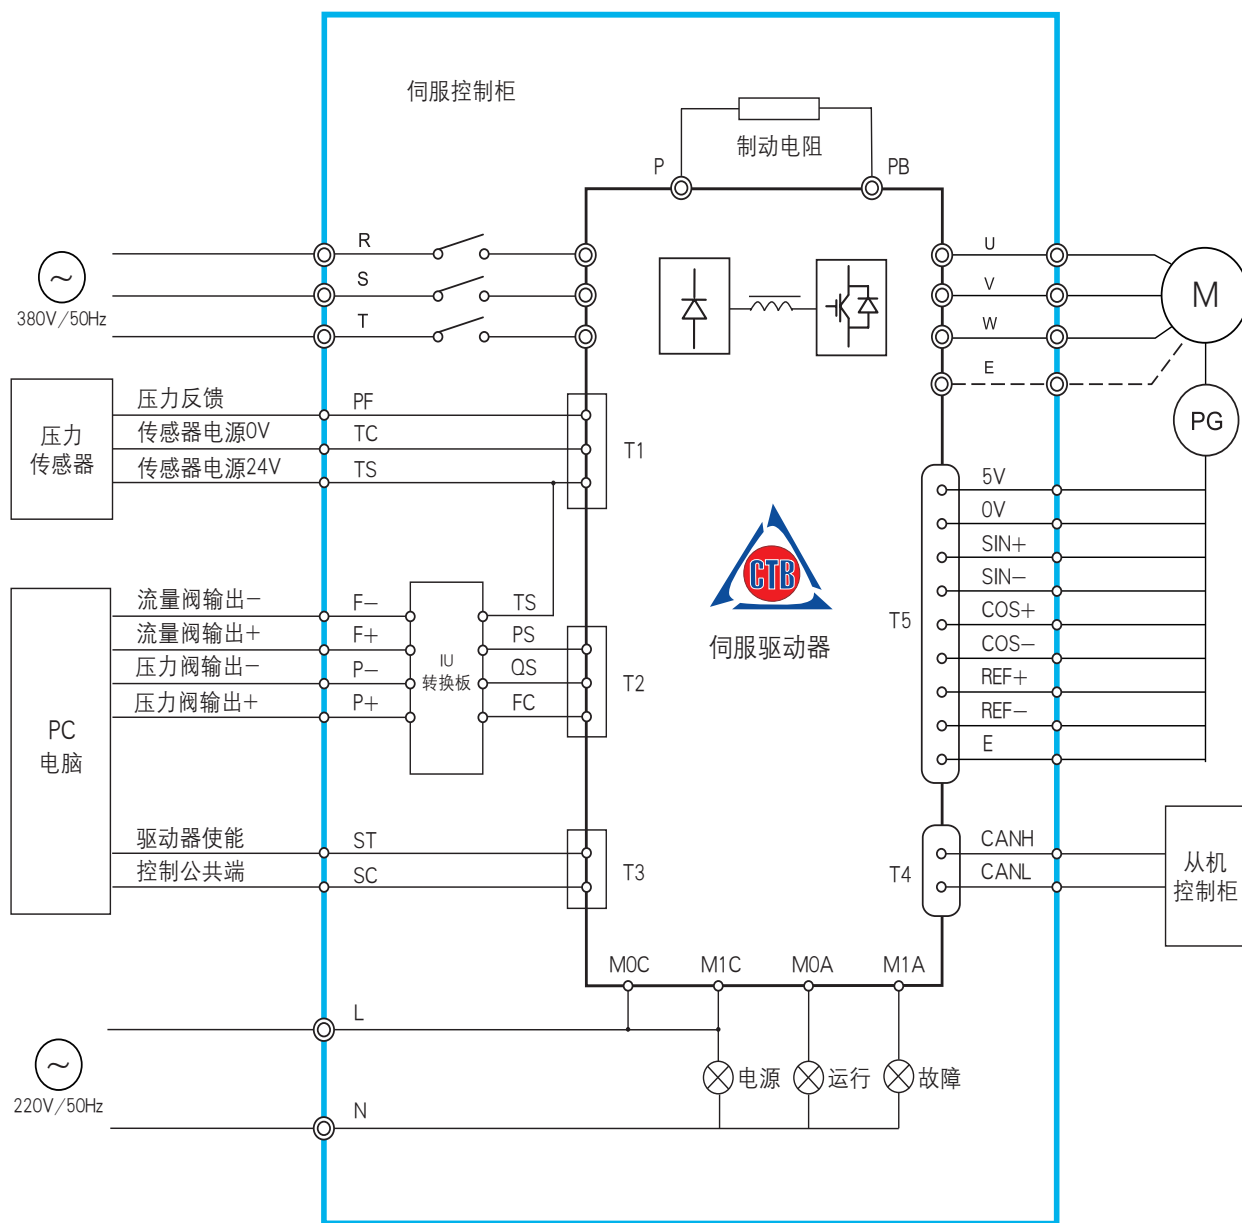 伺服控制柜
制动电阻
P
PB
R
S
T
~
380V/50Hz
U
V
W
E
M
PG
压力
传感器
压力反馈
传感器电源0V
传感器电源24V
PF
TC
TS
T1
5V
0V
SIN+
SIN-
COS+
COS-
REF+
REF-
E
T5
CTB
伺服驱动器
PC
电脑
流量阀输出-
流量阀输出+
压力阀输出-
压力阀输出+
F-
F+
P-
P+
IU
转换板
TS
PS
QS
FC
T2
驱动器使能
控制公共端
ST
SC
T3
T4
CANH
CANL
从机
控制柜
M0C
M1C
M0A
M1A
L
~
220V/50Hz
N
电源
运行
故障